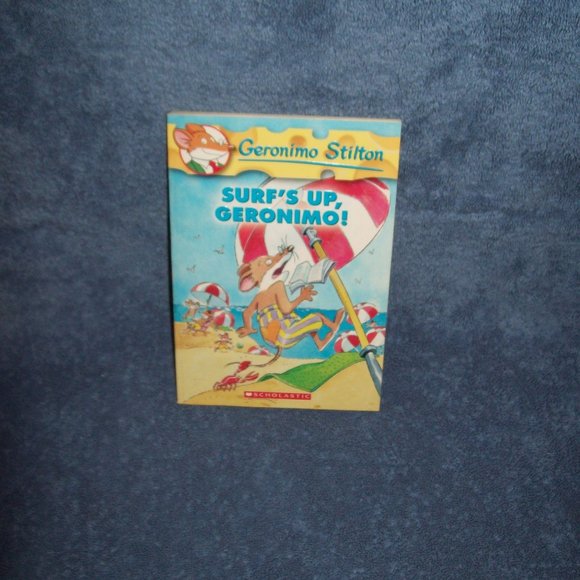 Geronimo Stilton
SURF'S UP,
GERONIMO!
SCHOLASTIC